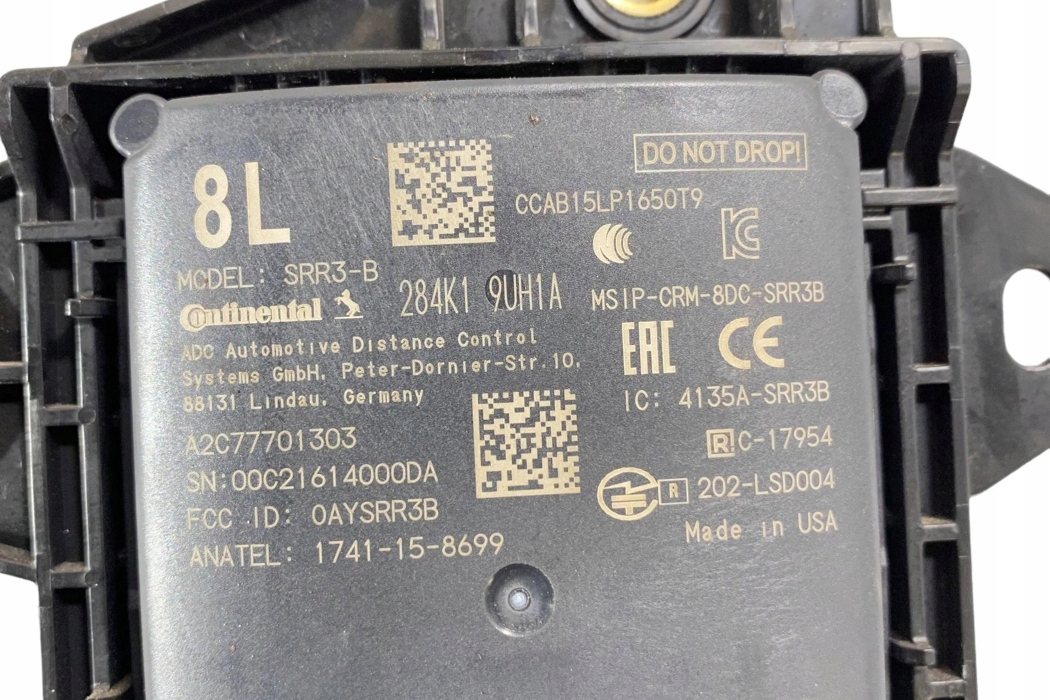 8L
DO NOT DROP!
CCAB15LP1650T9
MODEL: SRR3-B
Continental
284K1 9UH1A
MSIP-CRM-8DC-SRR3B
ADC Automotive Distance Control
Systems GmbH, Peter-Dornier-Str.10,
88131 Lindau, Germany
EAC CE
IC: 4135A-SRR3B
A2C77701303
R C-17954
SN:00C21614000DA
R 202-LSD004
FCC ID: OAYSRR3B
Made in USA
ANATEL: 1741-15-8699